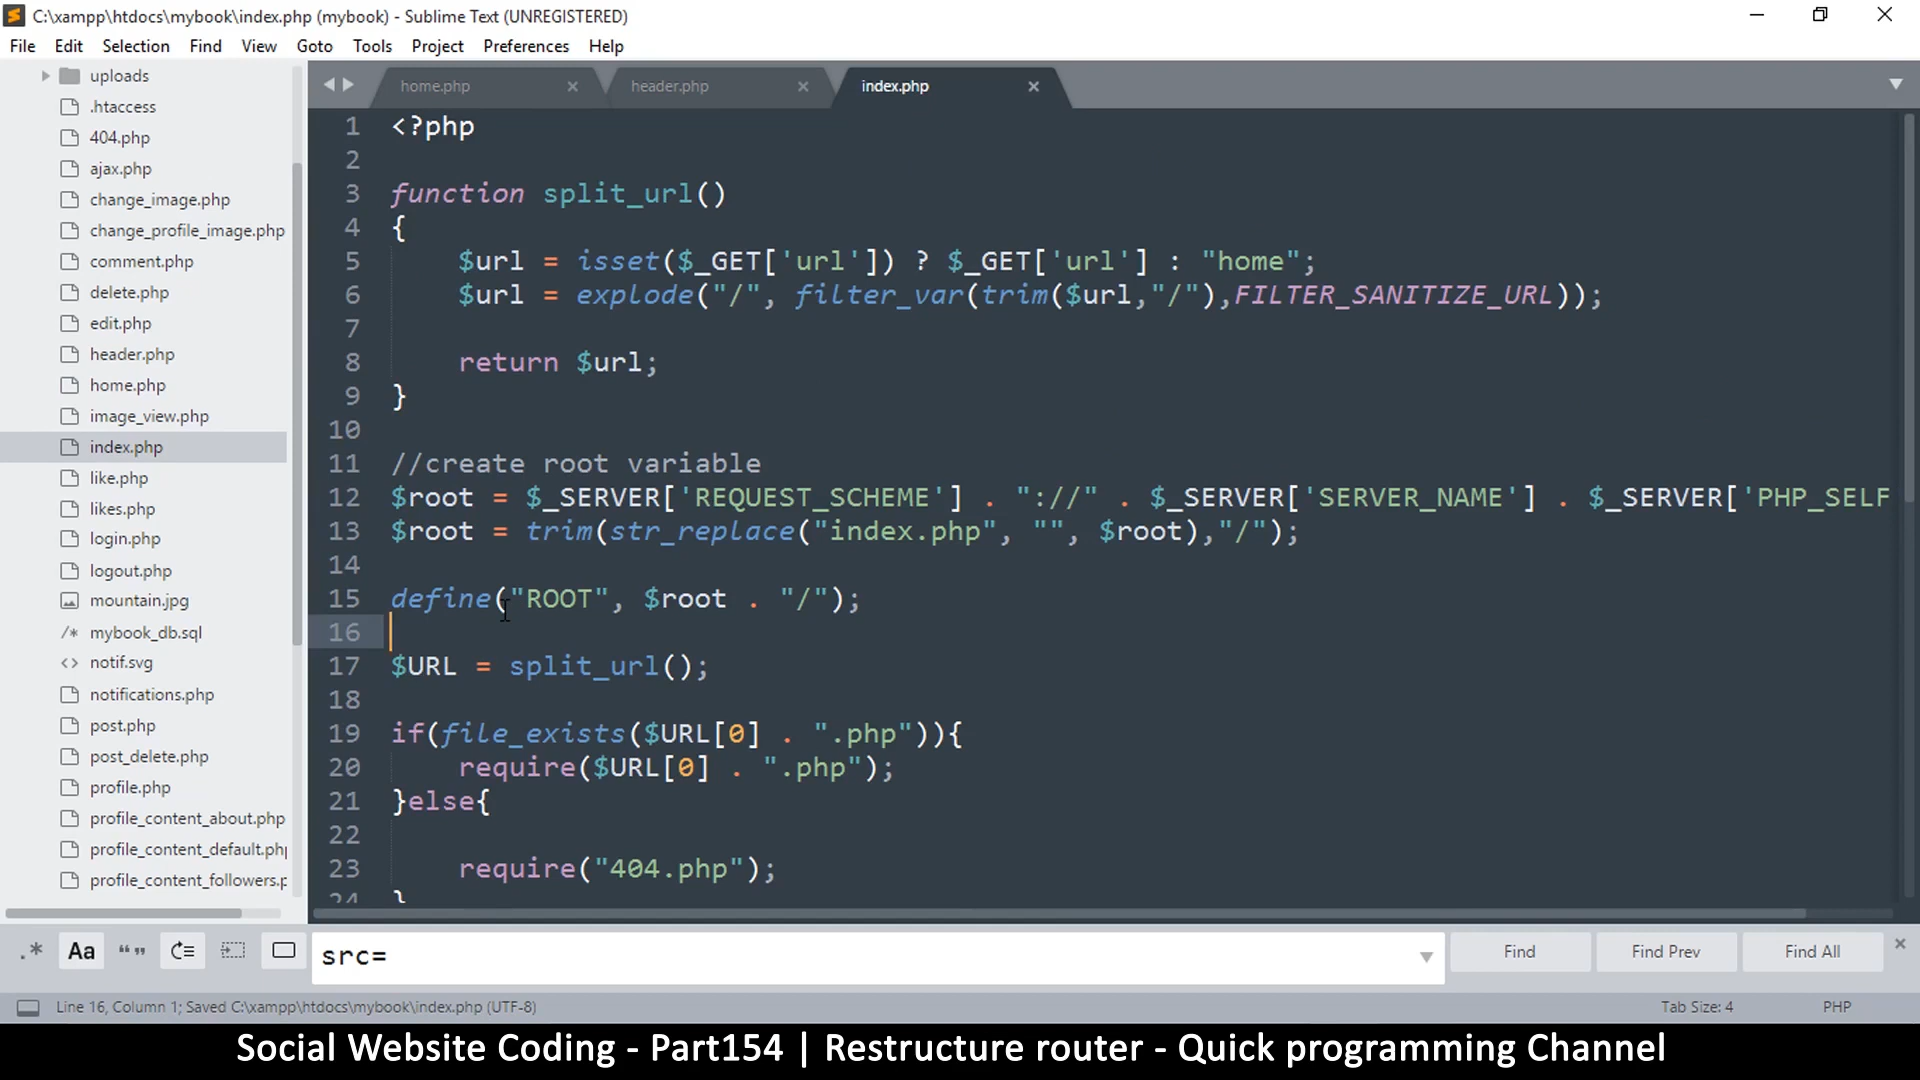 C:\xampp\htdocs\mybook\index.php (mybook) - Sublime Text (UNREGISTERED)
File Edit Selection Find View Goto Tools Project Preferences Help
uploads
.htaccess
404.php
ajax.php
change_image.php
change_profile_image.php
comment.php
delete.php
edit.php
header.php
home.php
image_view.php
index.php
like.php
likes.php
login.php
logout.php
mountain.jpg
/* mybook_db.sql
<> notif.svg
notifications.php
post.php
post_delete.php
profile.php
profile_content_about.php
profile_content_default.php
profile_content_followers.p
home.php × header.php × index.php ×
1 <?php
2
3 function split_url()
4 {
5 $url = isset($_GET['url']) ? $_GET['url'] : "home";
6 $url = explode("/", filter_var(trim($url,"/"),FILTER_SANITIZE_URL));
7
8 return $url;
9 }
10
11 //create root variable
12 $root = $_SERVER['REQUEST_SCHEME'] . "://" . $_SERVER['SERVER_NAME'] . $_SERVER['PHP_SELF
13 $root = trim(str_replace("index.php", "", $root),"/");
14
15 define("ROOT", $root . "/");
16
17 $URL = split_url();
18
19 if(file_exists($URL[0] . ".php")){
20 require($URL[0] . ".php");
21 }else{
22
23 require("404.php");
24 }
.* Aa “” src= Find Find Prev Find All ×
Line 16, Column 1; Saved C:\xampp\htdocs\mybook\index.php (UTF-8) Tab Size: 4 PHP
Social Website Coding - Part154 | Restructure router - Quick programming Channel